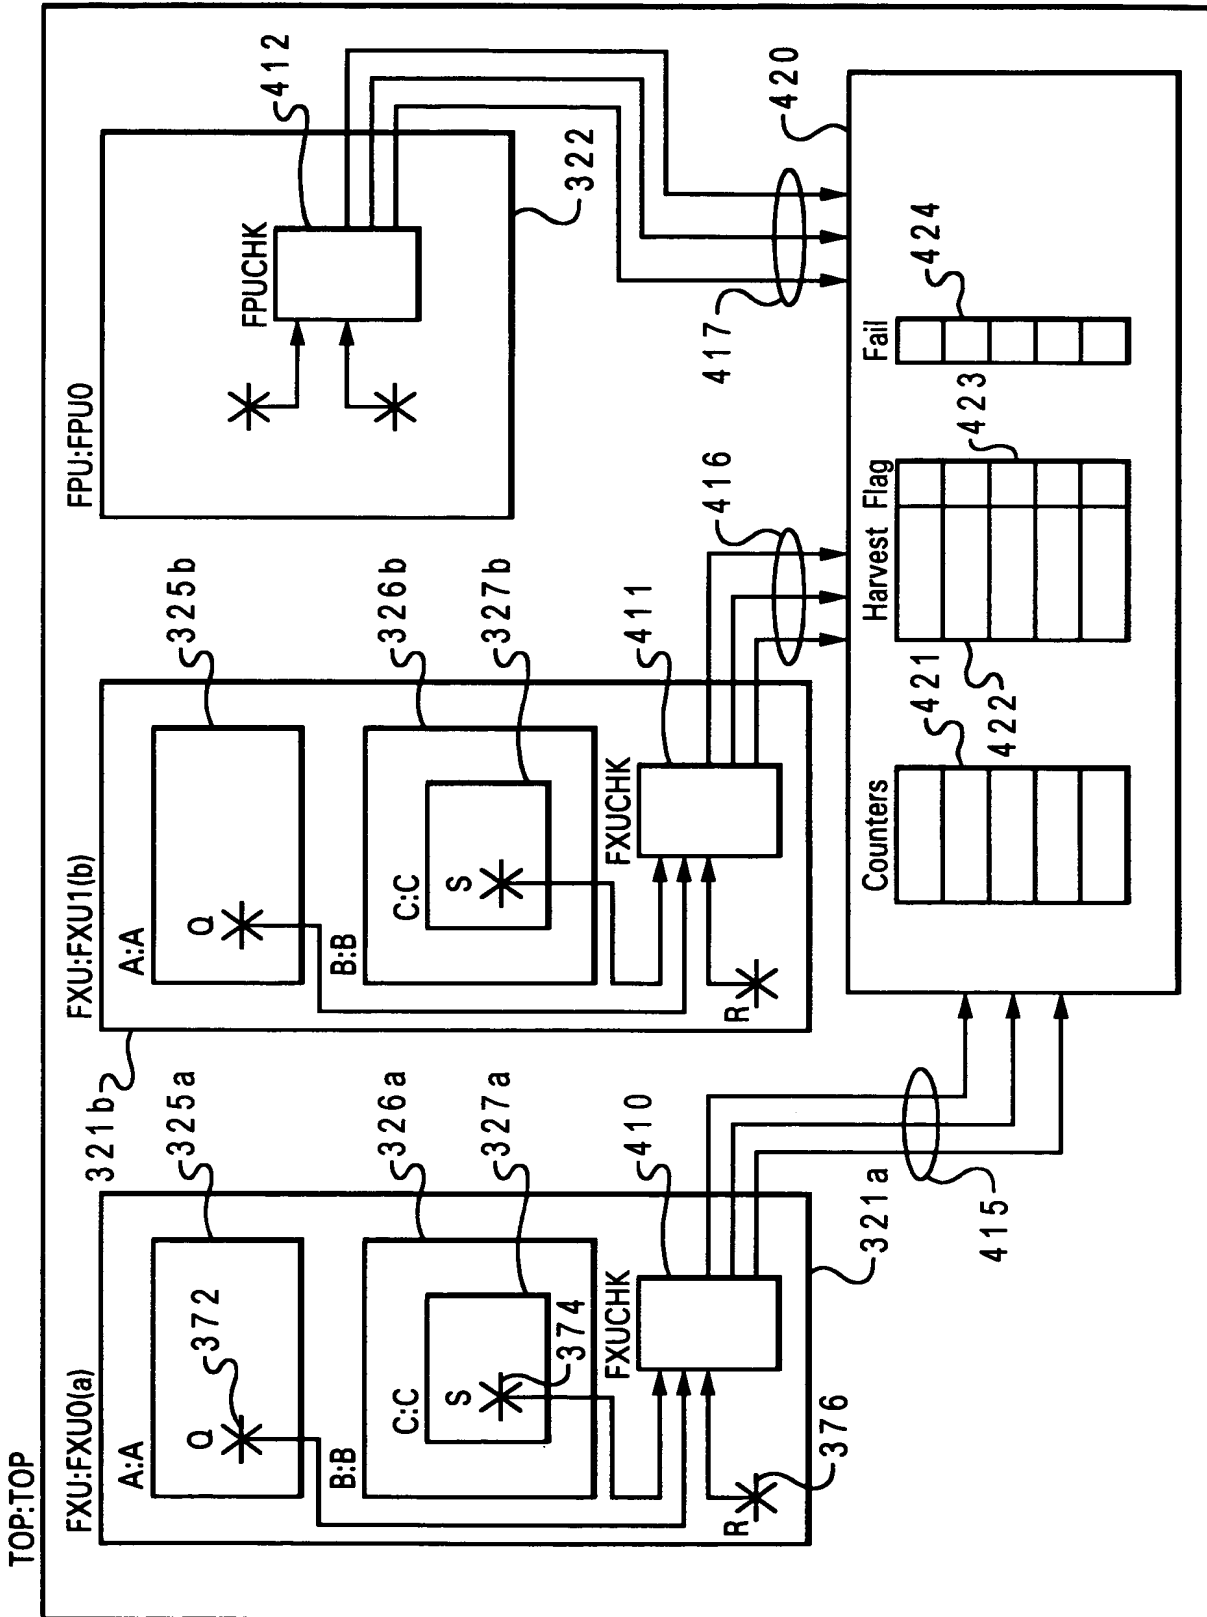 TOP:TOP
FXU:FXU0(a)
A:A
Q
372
325a
B:B
C:C
S
374
326a
327a
FXUCHK
410
R
376
321a
415
321b
FXU:FXU1(b)
A:A
Q
325b
B:B
C:C
S
326b
327b
FXUCHK
411
R
416
FPU:FPU0
FPUCHK
412
322
417
420
Counters
421
422
Harvest
Flag
423
Fail
424